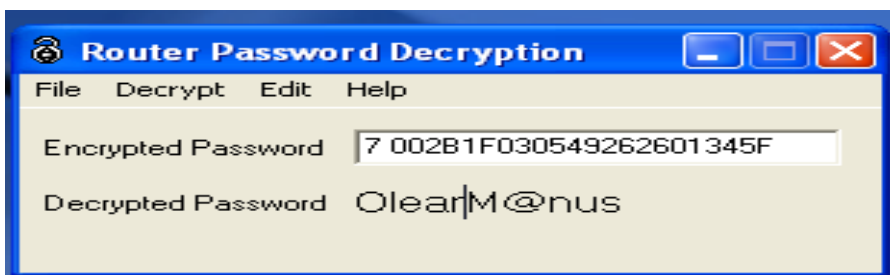 Router Password Decryption
File Decrypt Edit Help
Encrypted Password 7 002B1F030549262601345F
Decrypted Password OlearM@nus